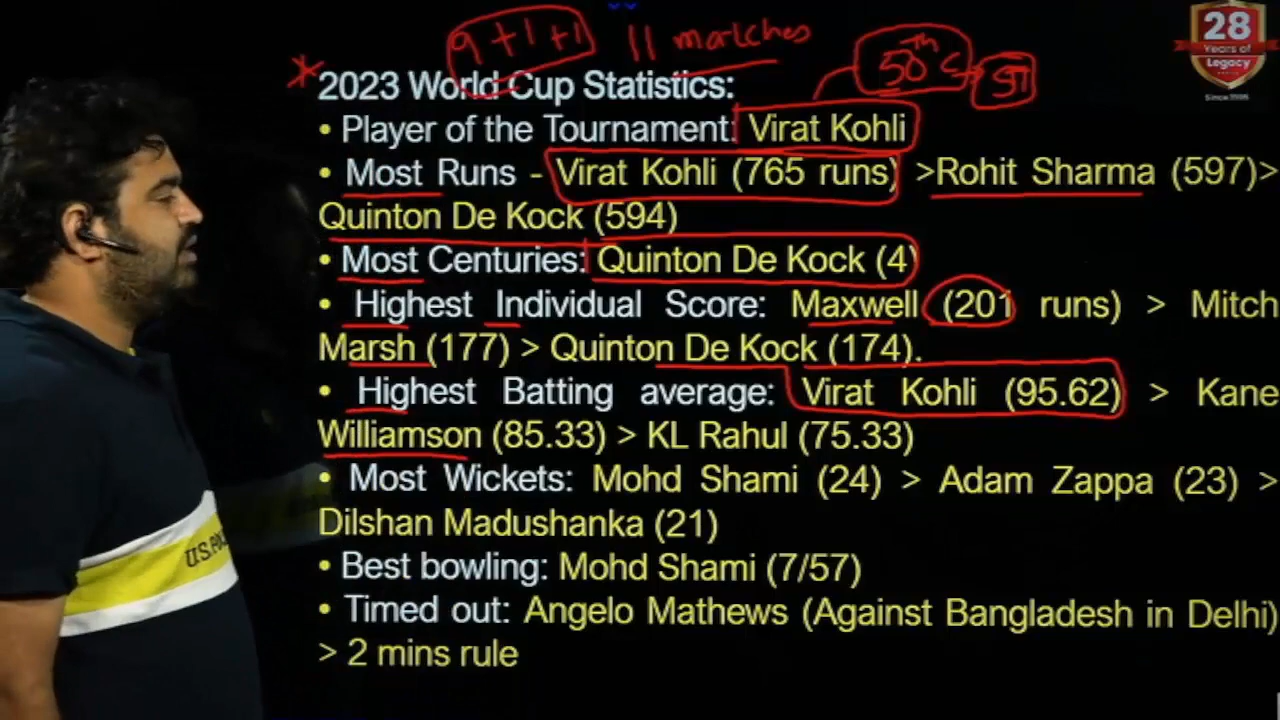 9 + 1 + 1 11 matches
50th C
28
Years of
Legacy
Since 1995
* 2023 World Cup Statistics:
• Player of the Tournament: Virat Kohli
• Most Runs - Virat Kohli (765 runs) >Rohit Sharma (597)>
Quinton De Kock (594)
• Most Centuries: Quinton De Kock (4)
• Highest Individual Score: Maxwell (201 runs) > Mitch
Marsh (177) > Quinton De Kock (174).
• Highest Batting average: Virat Kohli (95.62) > Kane
Williamson (85.33) > KL Rahul (75.33)
• Most Wickets: Mohd Shami (24) > Adam Zappa (23) >
Dilshan Madushanka (21)
• Best bowling: Mohd Shami (7/57)
• Timed out: Angelo Mathews (Against Bangladesh in Delhi)
> 2 mins rule